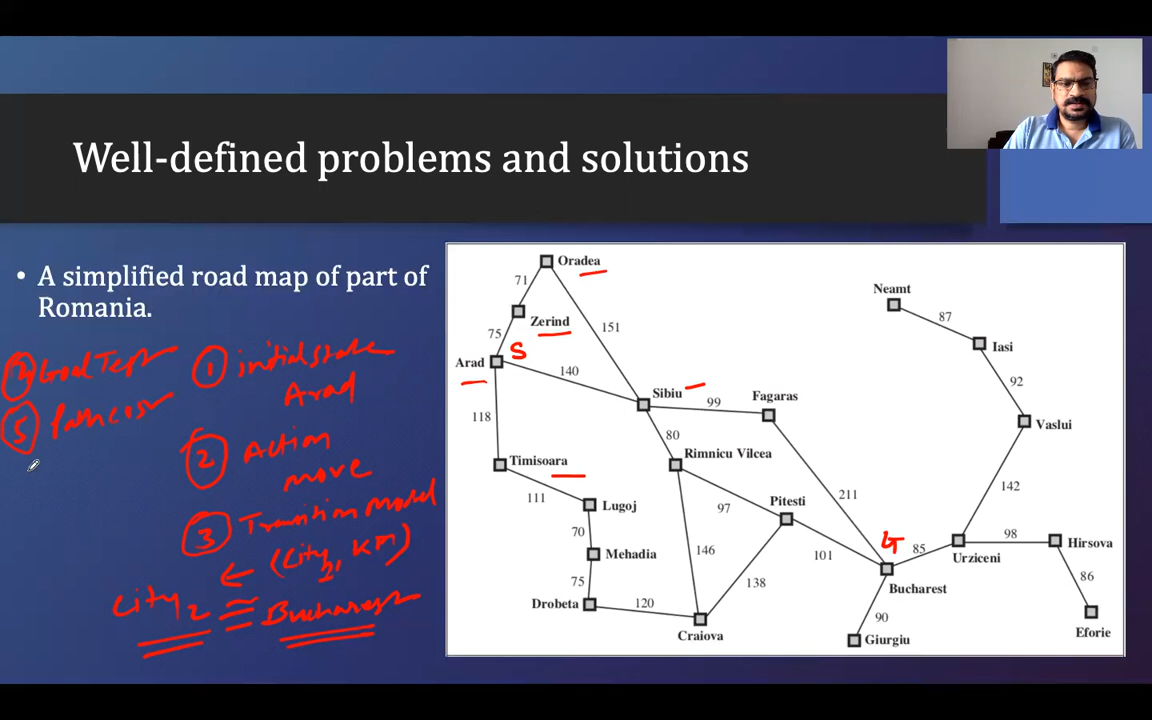 Well-defined problems and solutions
• A simplified road map of part of
Romania.
④ Goal Test
⑤ Path cost
① initial state
Arad
② Action
move
③ Transition Model
← (City 2, KM)
City 2 ≅ Bucharest
Oradea
71
Zerind
75
151
S
Arad
140
118
Sibiu
99
Fagaras
80
Timisoara
Rimnicu Vilcea
111
Lugoj
70
Mehadia
75
Drobeta
120
Craiova
146
97
Pitesti
138
101
211
G
Bucharest
85
90
Giurgiu
Urziceni
98
Hirsova
86
Eforie
142
Vaslui
92
Iasi
87
Neamt